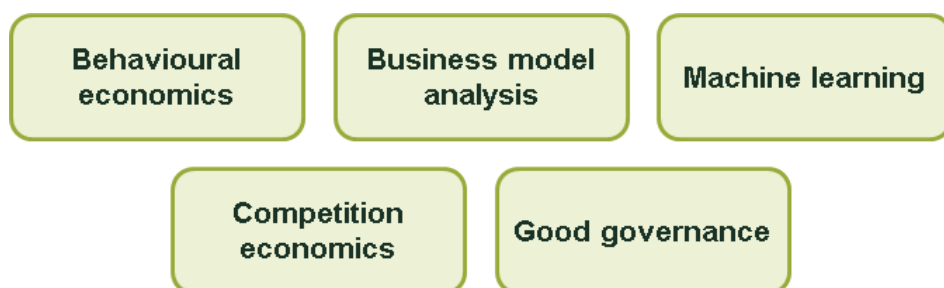 Behavioural
economics
Business model
analysis
Machine learning
Competition
economics
Good governance